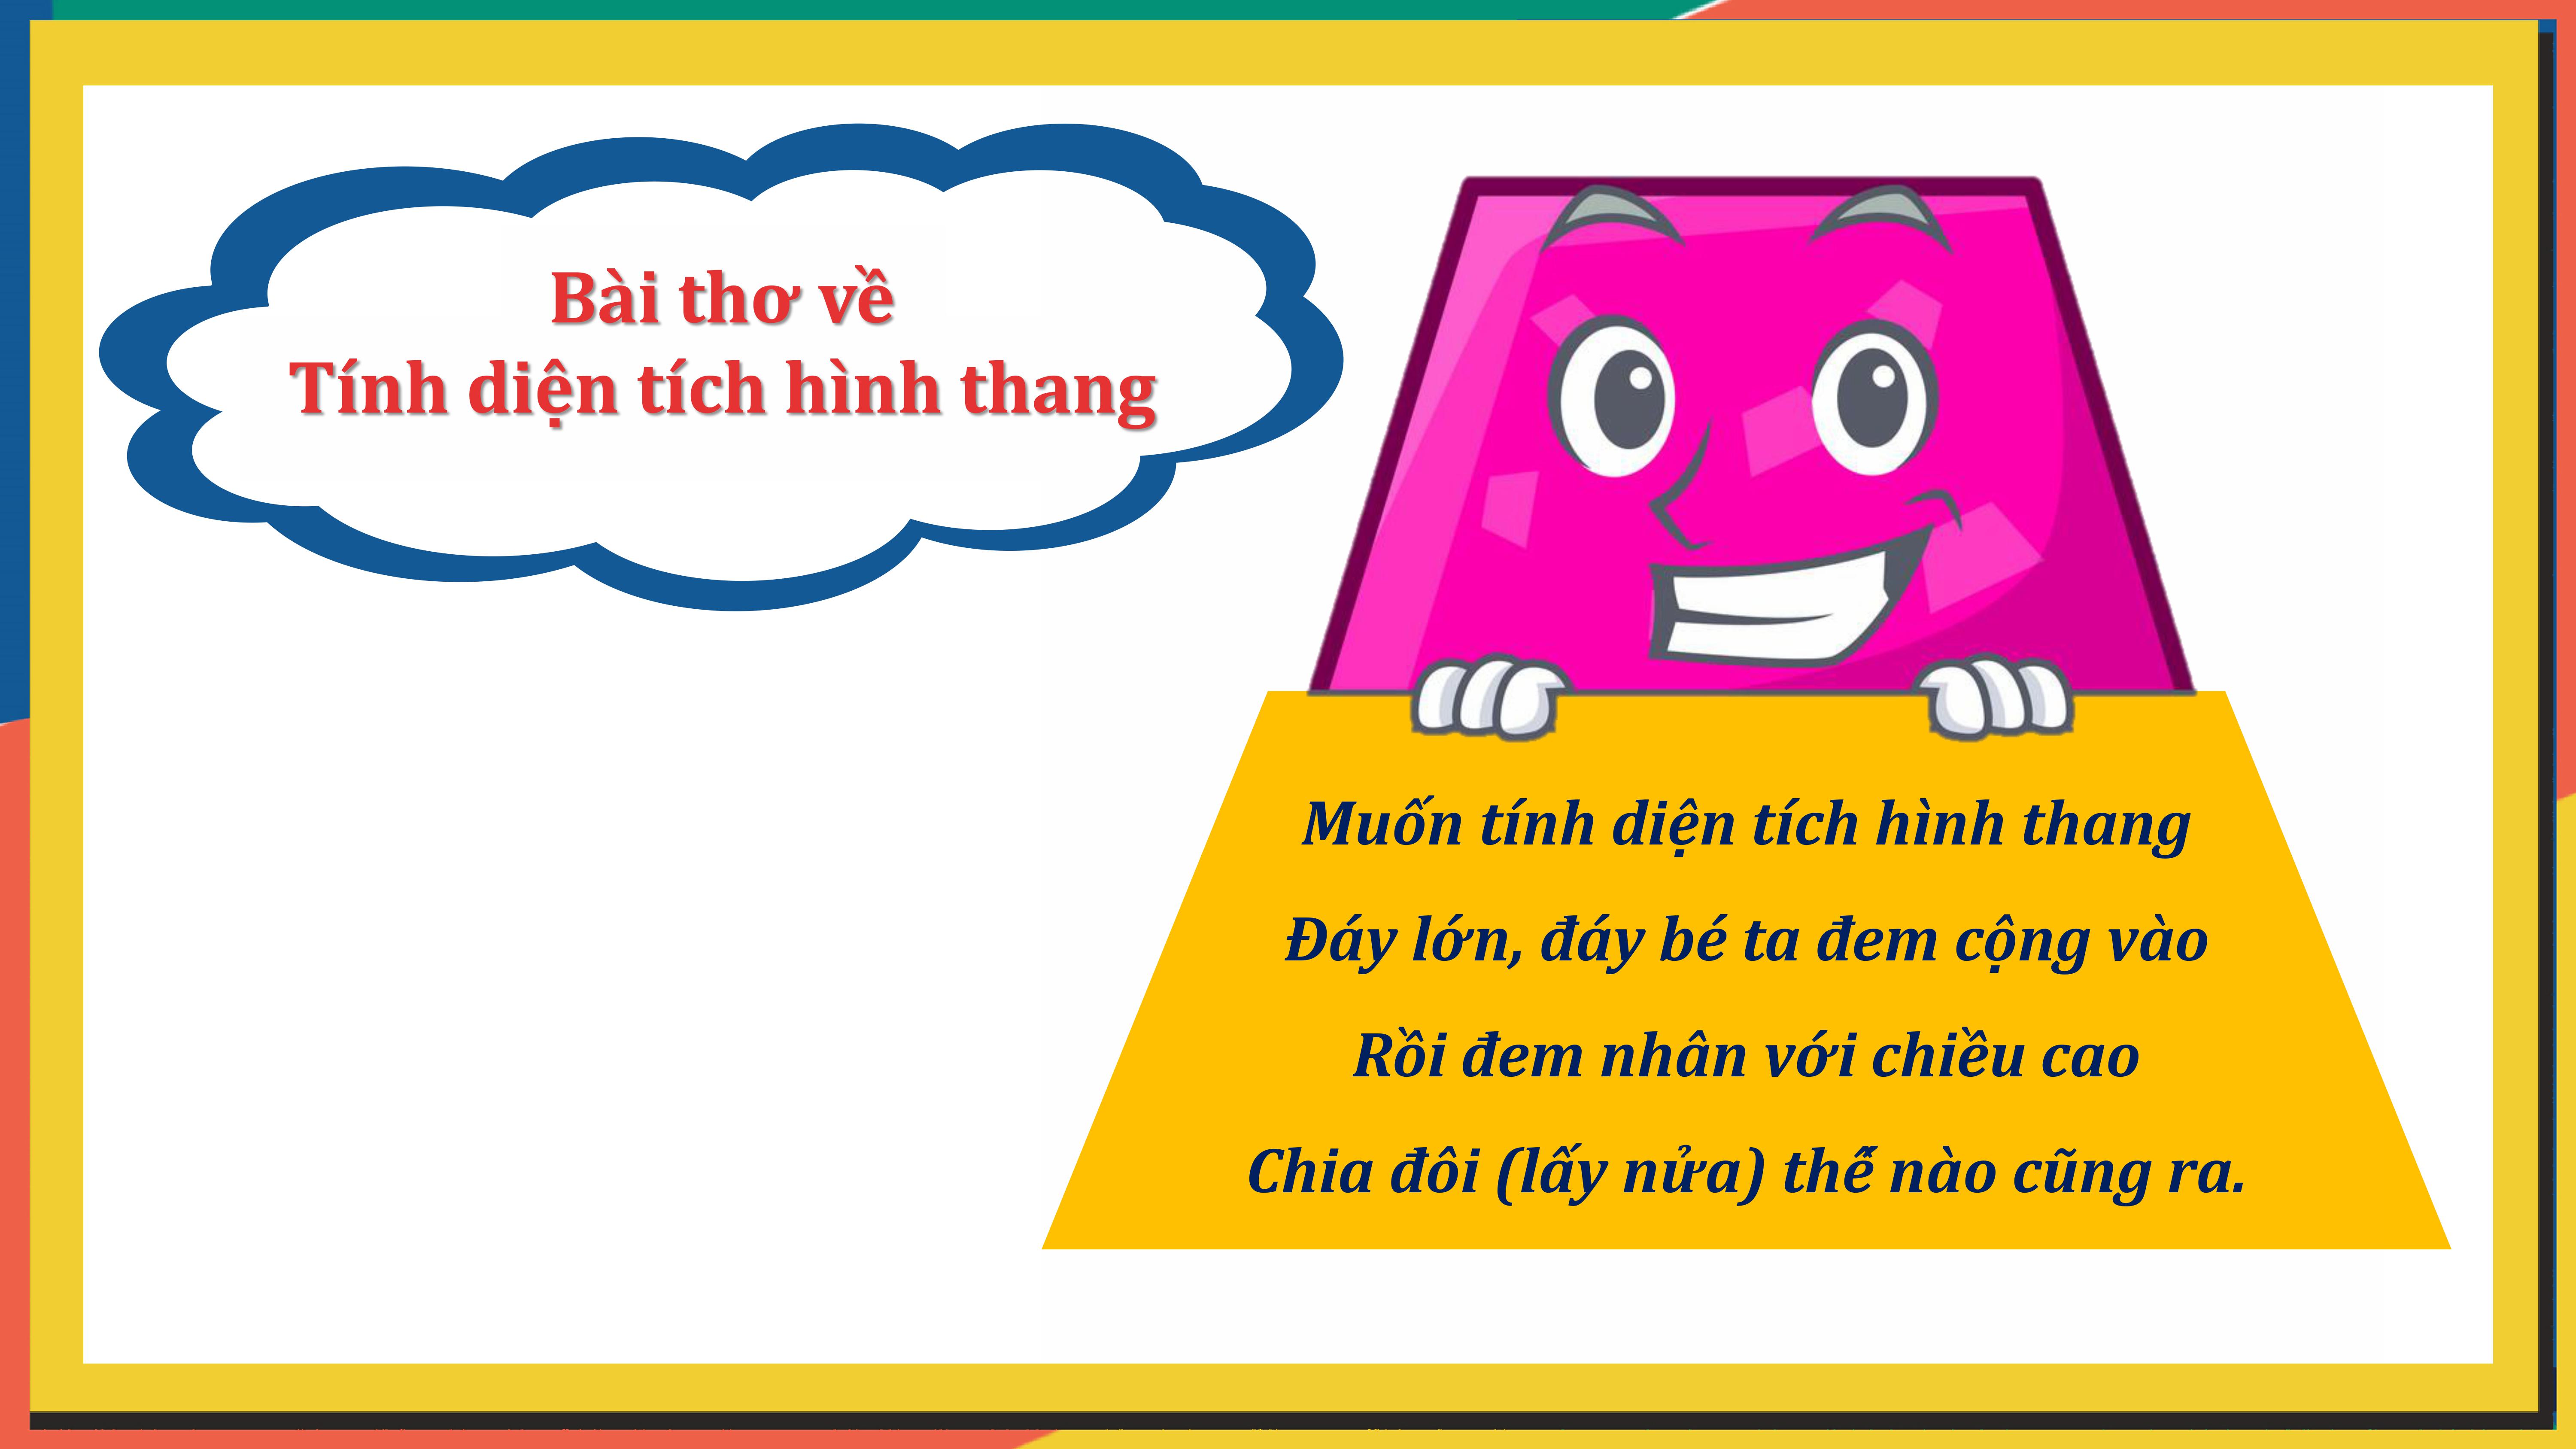 Bài thơ về
Tính diện tích hình thang
Muốn tính diện tích hình thang
Đáy lớn, đáy bé ta đem cộng vào
Rồi đem nhân với chiều cao
Chia đôi (lấy nửa) thế nào cũng ra.